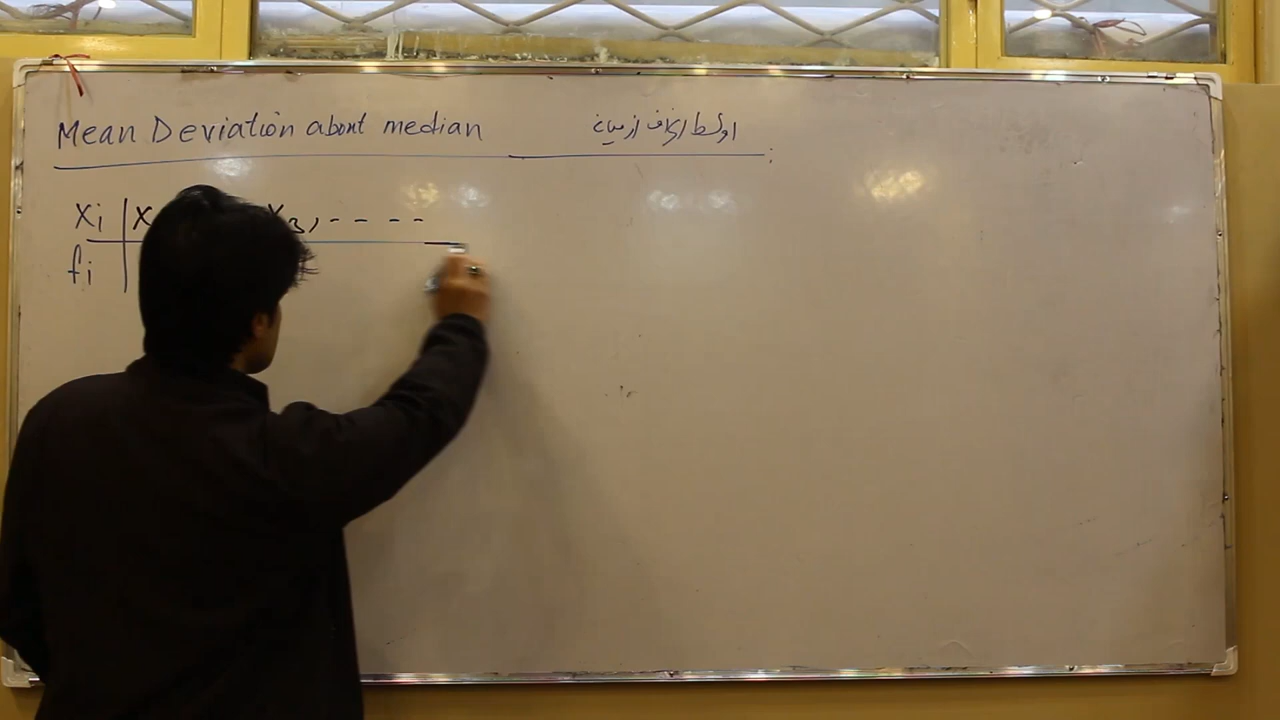 Mean Deviation about median اوسط انحراف از میانه :
Xi | X X3, - - - -
fi |